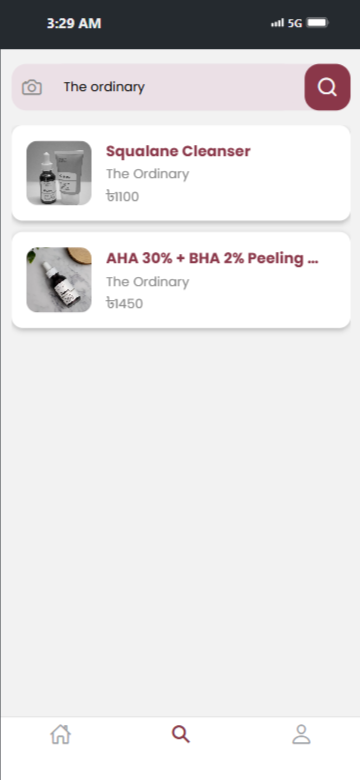 3:29 AM
5G
The ordinary
Squalane Cleanser
The Ordinary
৳1100
AHA 30% + BHA 2% Peeling ...
The Ordinary
৳1450